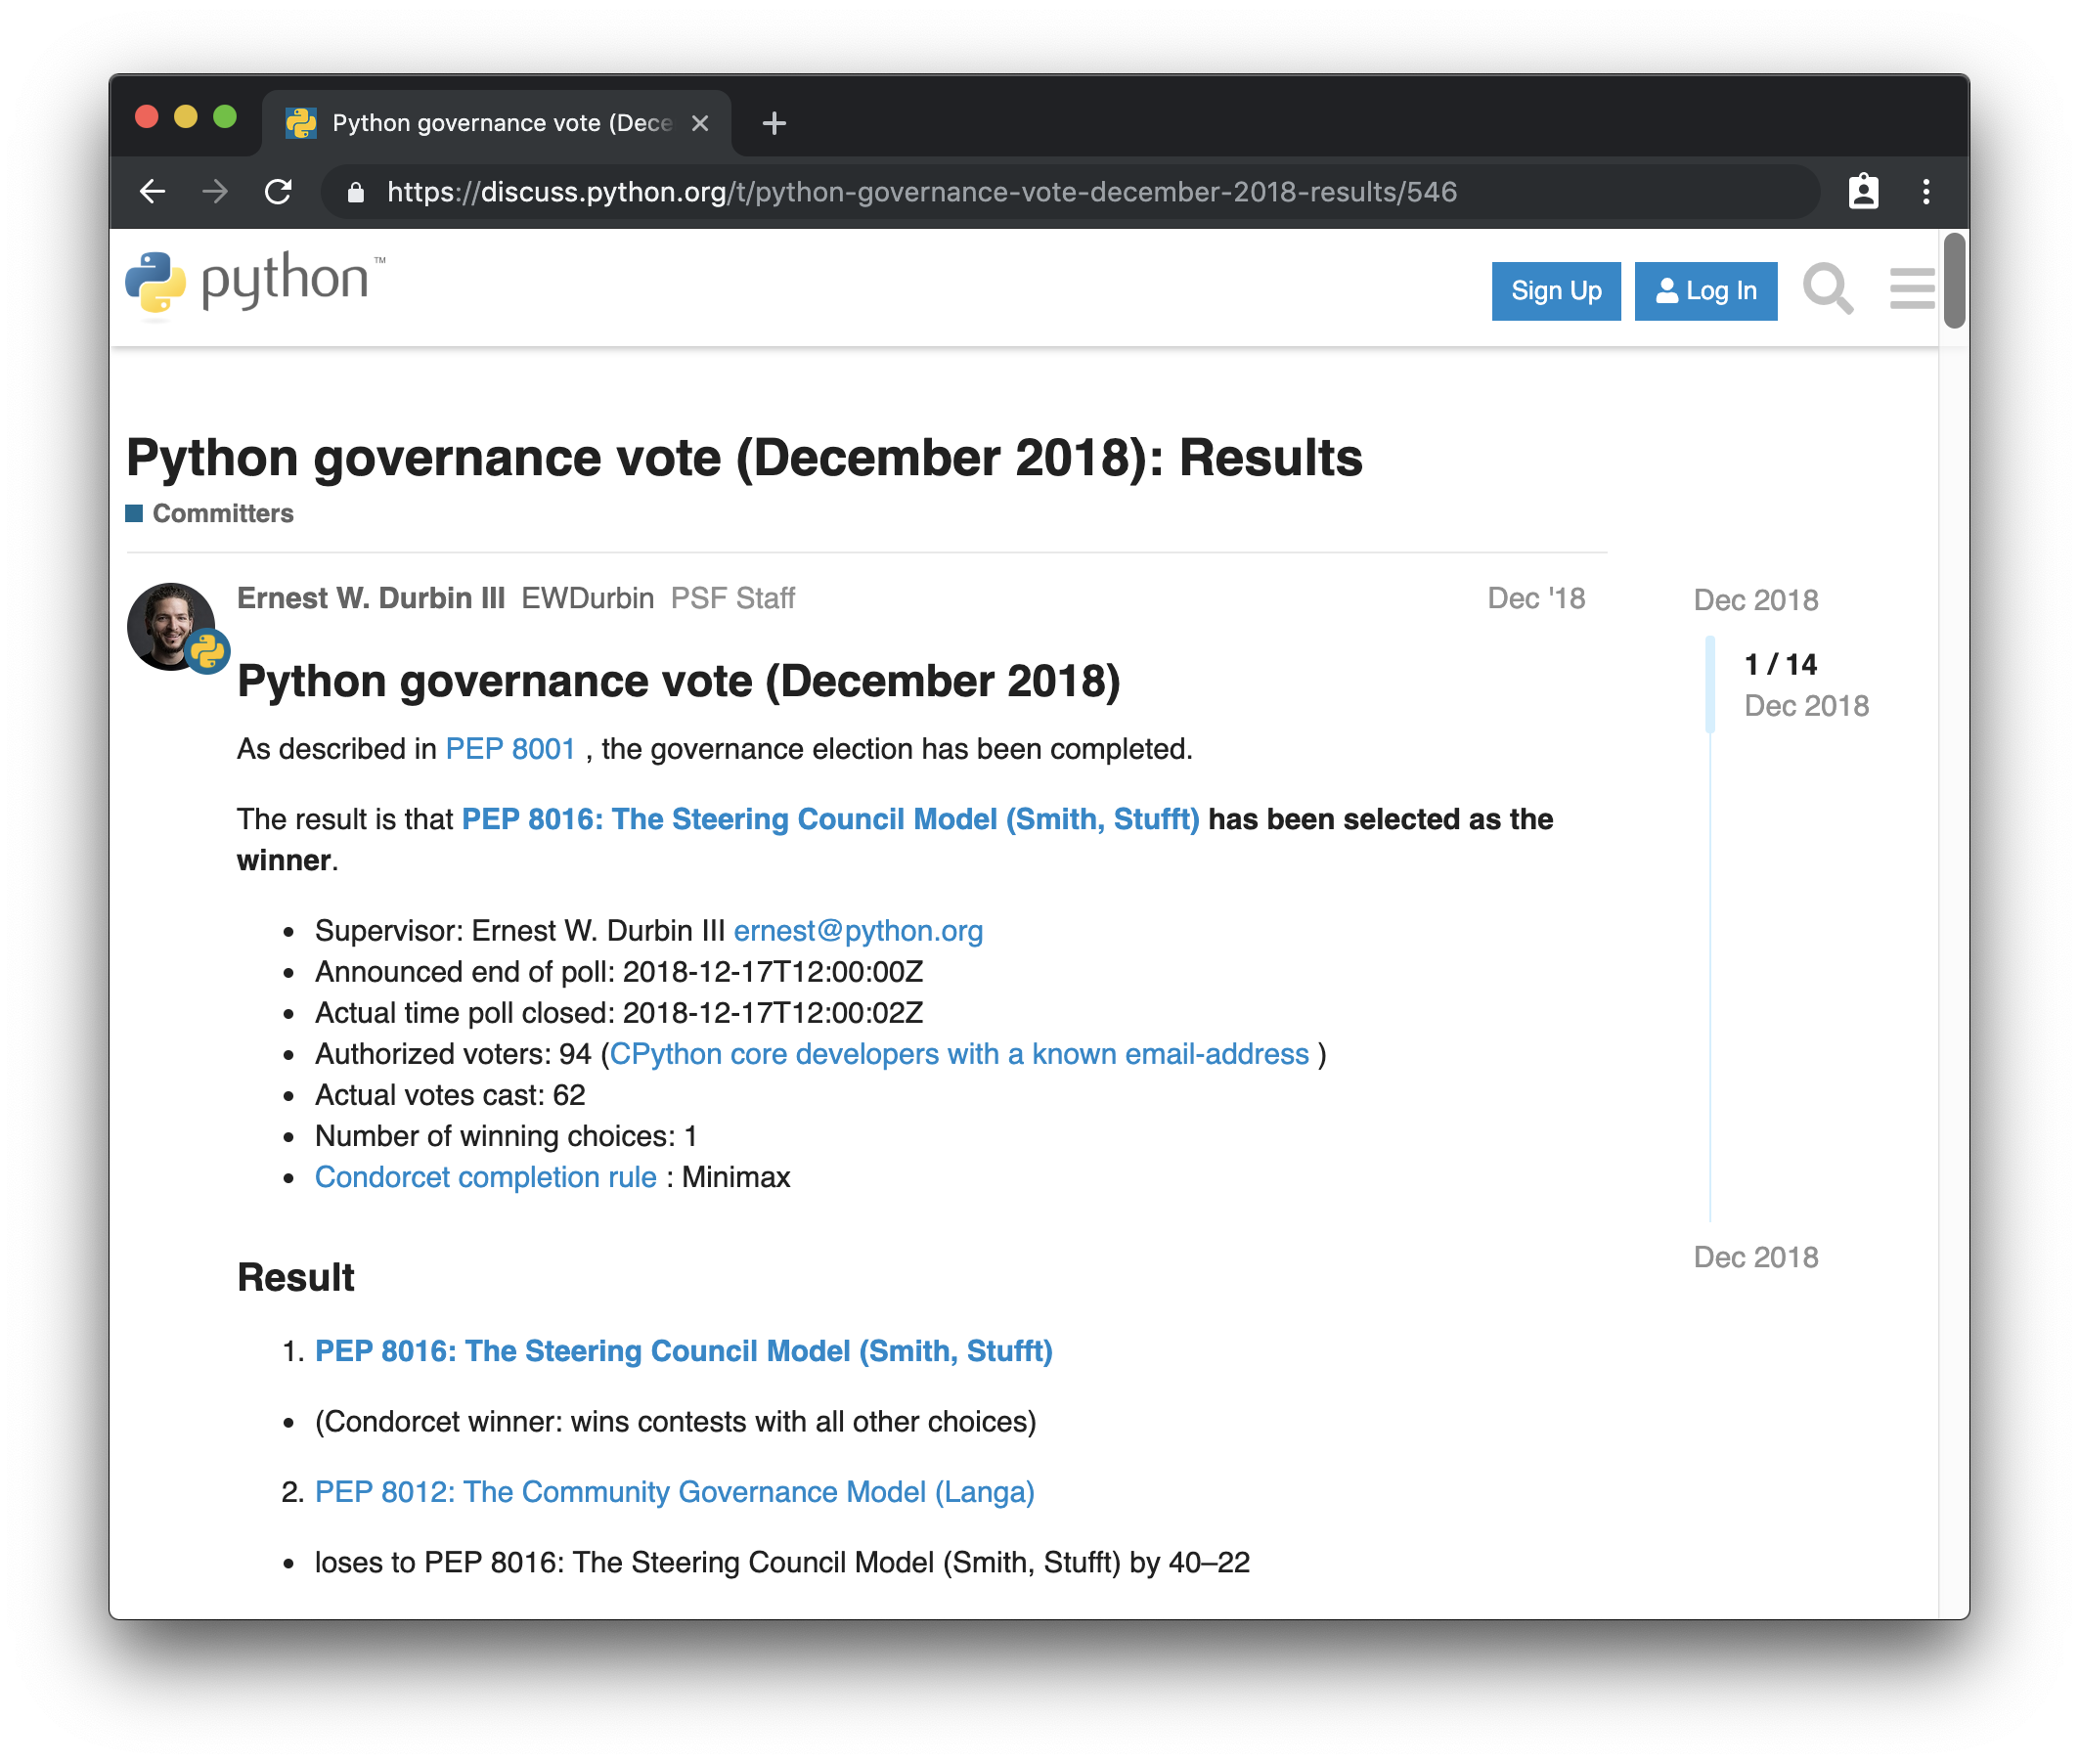 Python governance vote (Dece
https://discuss.python.org/t/python-governance-vote-december-2018-results/546
python™
Sign Up
Log In
Python governance vote (December 2018): Results
Committers
Ernest W. Durbin III EWDurbin PSF Staff Dec '18
Dec 2018
1 / 14
Dec 2018
Python governance vote (December 2018)
As described in PEP 8001 , the governance election has been completed.
The result is that PEP 8016: The Steering Council Model (Smith, Stufft) has been selected as the
winner.
• Supervisor: Ernest W. Durbin III ernest@python.org
• Announced end of poll: 2018-12-17T12:00:00Z
• Actual time poll closed: 2018-12-17T12:00:02Z
• Authorized voters: 94 (CPython core developers with a known email-address )
• Actual votes cast: 62
• Number of winning choices: 1
• Condorcet completion rule : Minimax
Dec 2018
Result
1. PEP 8016: The Steering Council Model (Smith, Stufft)
• (Condorcet winner: wins contests with all other choices)
2. PEP 8012: The Community Governance Model (Langa)
• loses to PEP 8016: The Steering Council Model (Smith, Stufft) by 40–22